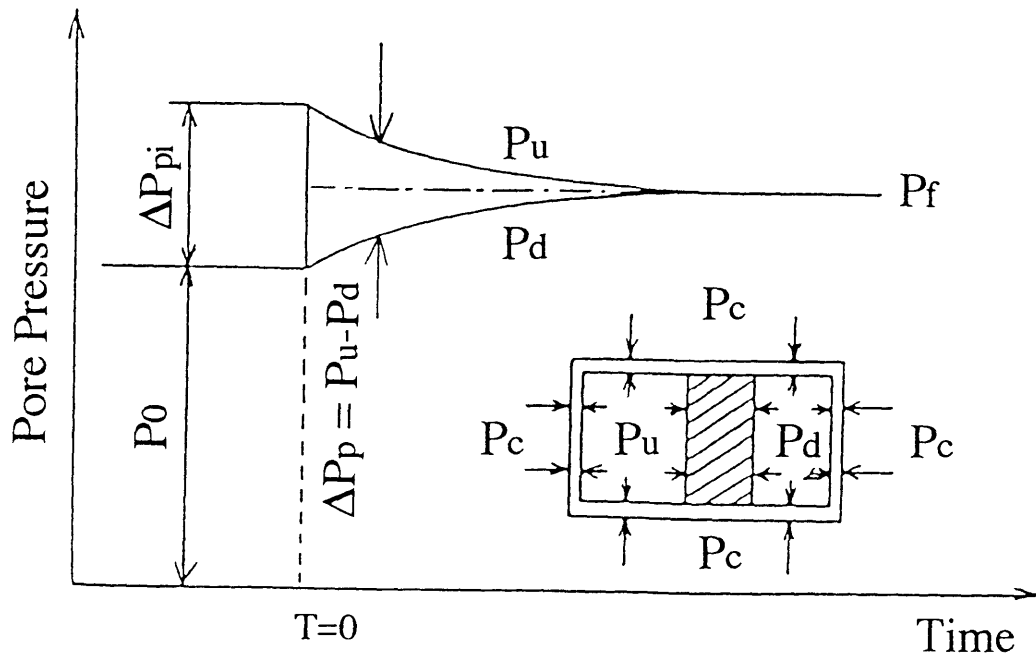 Pore Pressure
ΔPpi
P0
ΔPp = Pu-Pd
Pu
Pd
Pf
Pc
Pc
Pu
Pd
Pc
Pc
T=0
Time